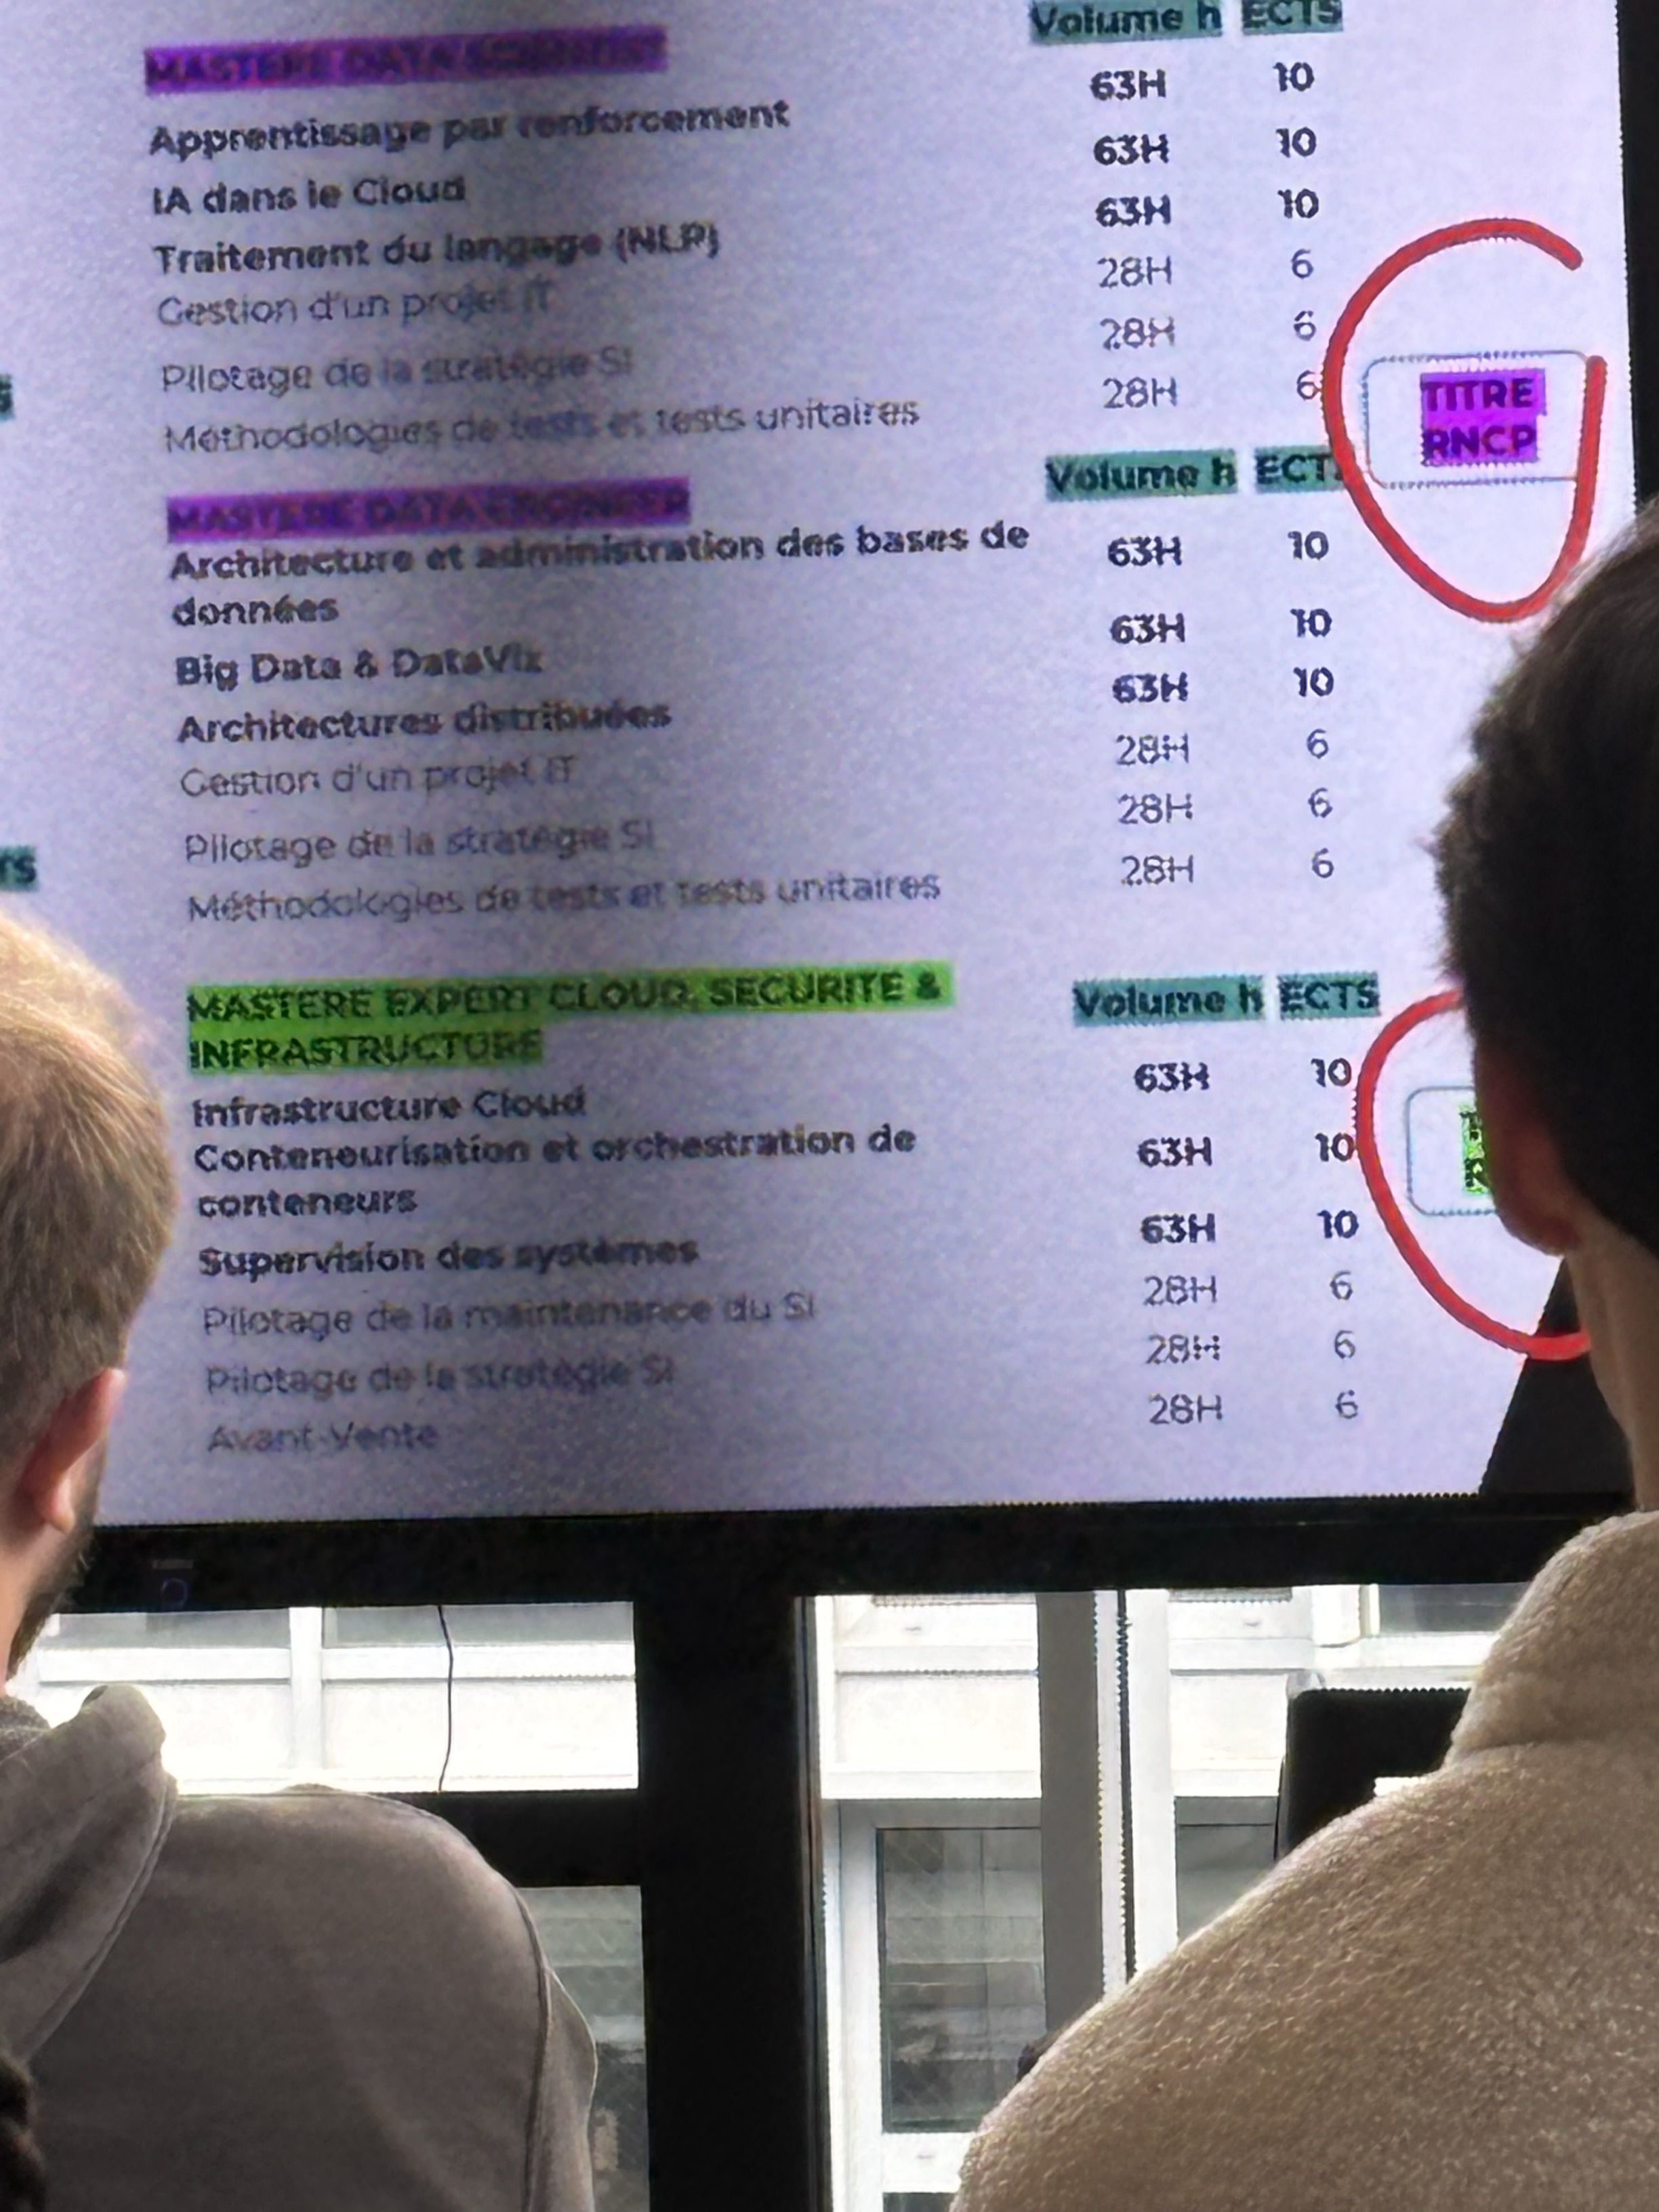 Volume h ECTS
MASTERE DATA SCIENTIST
63H 10
Apprentissage par renforcement
63H 10
IA dans le Cloud
63H 10
Traitement du langage (NLP)
28H 6
Gestion d'un projet IT
28H 6
Pilotage de la stratégie SI
28H 6
Méthodologies de tests et tests unitaires
TITRE
RNCP
Volume h ECT
MASTERE DATA ENGINEER
Architecture et administration des bases de
données
63H 10
63H 10
Big Data & DataViz
63H 10
Architectures distribuées
28H 6
Gestion d'un projet IT
28H 6
Pilotage de la stratégie SI
28H 6
Méthodologies de tests et tests unitaires
TS
MASTERE EXPERT CLOUD, SECURITE &
INFRASTRUCTURE
Volume h ECTS
63H 10
Infrastructure Cloud
Conteneurisation et orchestration de
conteneurs
63H 10
63H 10
Supervision des systèmes
28H 6
Pilotage de la maintenance du SI
28H 6
Pilotage de la stratégie SI
28H 6
Avant-Vente